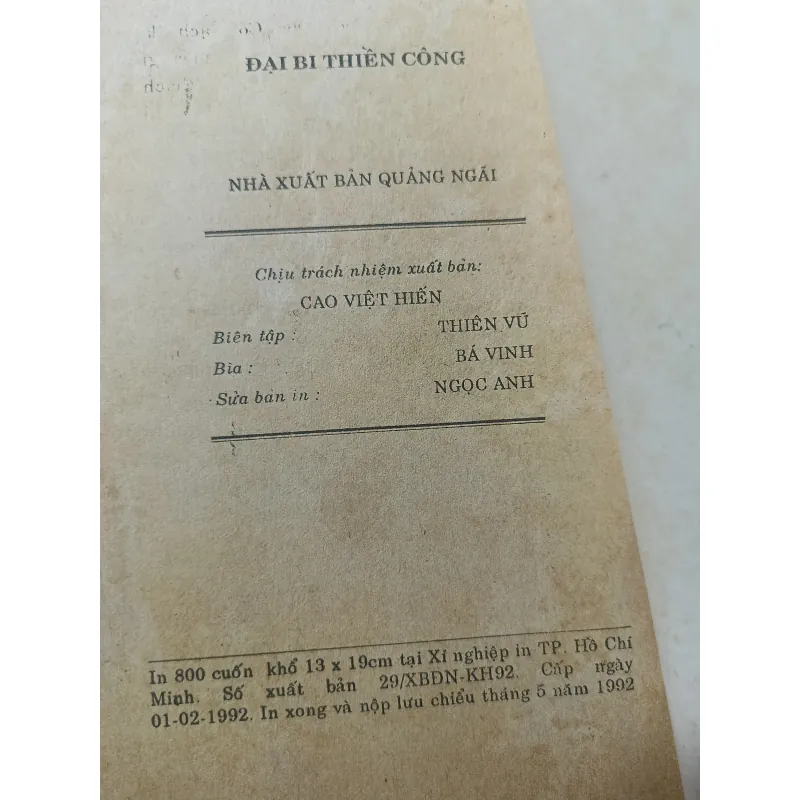 ĐẠI BI THIỀN CÔNG
NHÀ XUẤT BẢN QUẢNG NGÃI
Chịu trách nhiệm xuất bản:
CAO VIỆT HIẾN
Biên tập : THIÊN VŨ
Bìa : BÁ VINH
Sửa bản in : NGỌC ANH
In 800 cuốn khổ 13 x 19cm tại Xí nghiệp in TP. Hồ Chí
Minh. Số xuất bản 29/XBĐN-KH92. Cấp ngày
01-02-1992. In xong và nộp lưu chiểu tháng 5 năm 1992